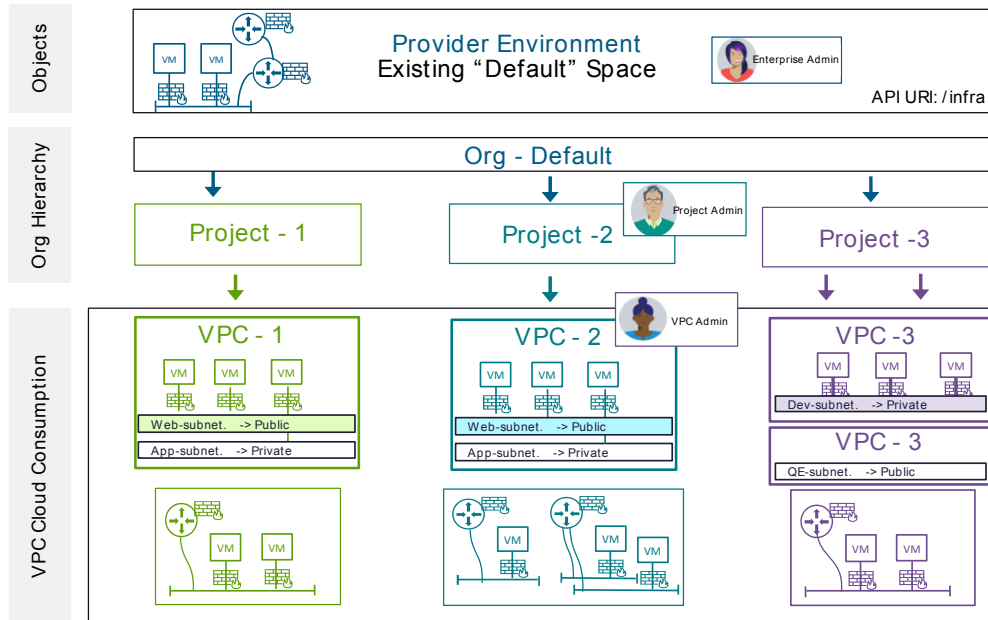 Objects
VM
VM
Provider Environment
Existing “Default” Space
Enterprise Admin
API URI: /infra
Org Hierarchy
Org - Default
Project - 1
Project -2
Project Admin
Project -3
VPC Cloud Consumption
VPC - 1
VM
VM
VM
Web-subnet. -> Public
App-subnet. -> Private
VM
VM
VPC - 2
VPC Admin
VM
VM
VM
Web-subnet. -> Public
App-subnet. -> Private
VM
VM
VM
VPC -3
VM
VM
VM
Dev-subnet. -> Private
VPC - 3
QE-subnet. -> Public
VM
VM